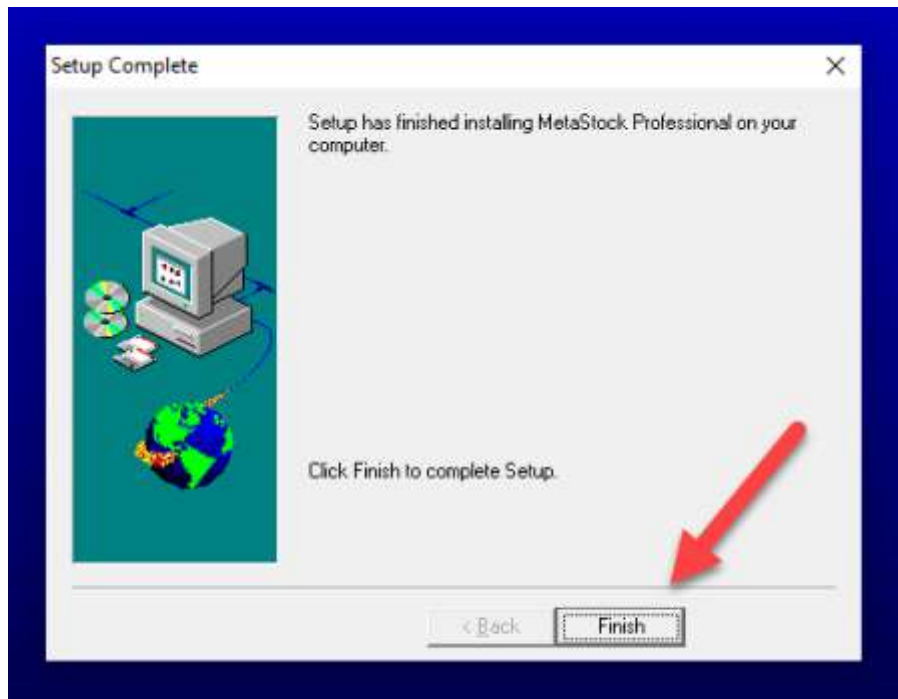 Setup Complete
Setup has finished installing MetaStock Professional on your
computer.
Click Finish to complete Setup.
< Back
Finish